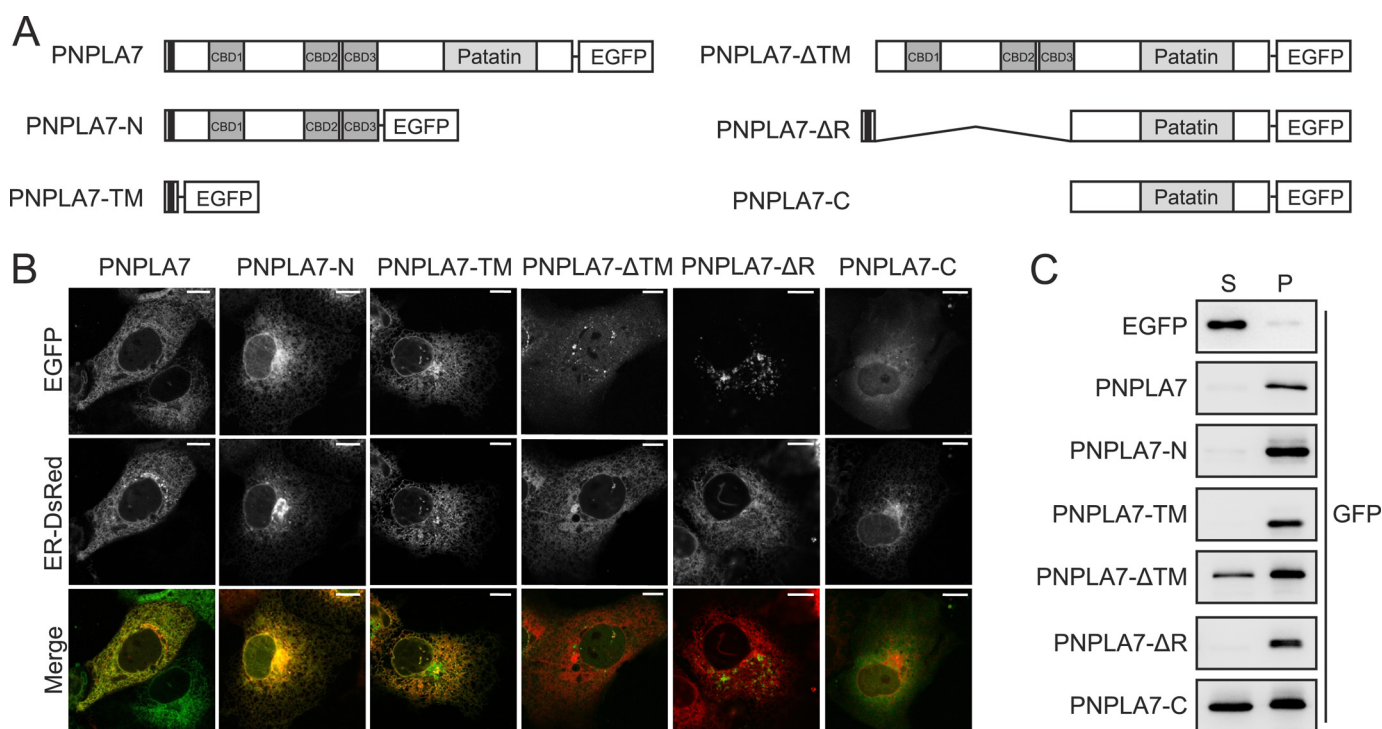 A
PNPLA7 CBD1 CBD2 CBD3 Patatin EGFP
PNPLA7-ΔTM CBD1 CBD2 CBD3 Patatin EGFP
PNPLA7-N CBD1 CBD2 CBD3 EGFP
PNPLA7-ΔR Patatin EGFP
PNPLA7-TM EGFP
PNPLA7-C Patatin EGFP
B
PNPLA7 PNPLA7-N PNPLA7-TM PNPLA7-ΔTM PNPLA7-ΔR PNPLA7-C
EGFP
ER-DsRed
Merge
C
S P
EGFP
PNPLA7
PNPLA7-N
PNPLA7-TM
PNPLA7-ΔTM
PNPLA7-ΔR
PNPLA7-C
GFP